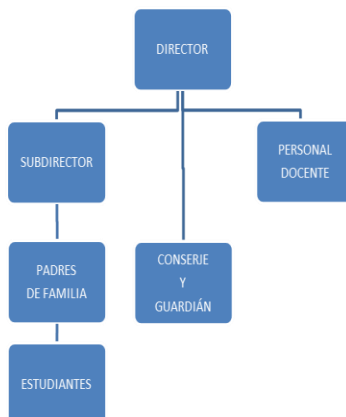 DIRECTOR
SUBDIRECTOR
PERSONAL
DOCENTE
PADRES
DE FAMILIA
CONSERJE
Y
GUARDIÁN
ESTUDIANTES